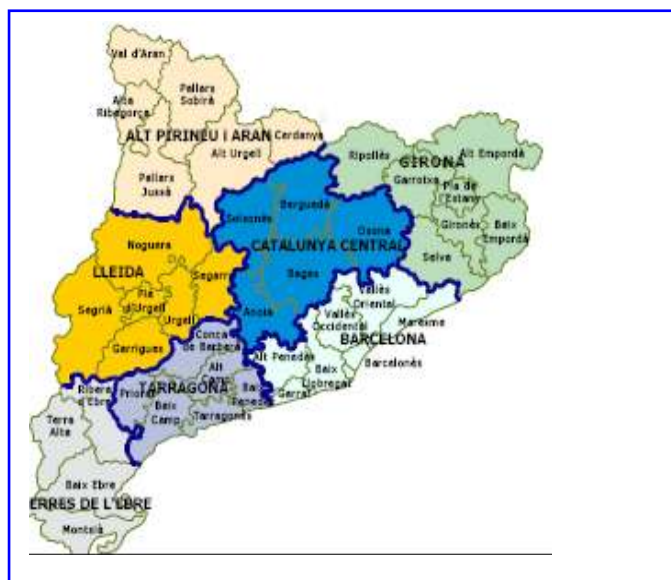 Val d'Aran
Pallars
Sobirà
Alta
Ribagorça
ALT PIRINEU I ARAN
Cerdanya
Alt Urgell
Pallars
Jussà
Ripollès
Alt Empordà
GIRONA
Garrotxa
Pla de
Estany
Gironès
Baix
Empordà
Selva
Berguedà
Solsonès
Osona
CATALUNYA CENTRAL
Bages
Anoia
Noguera
LLEIDA
Segarr
Pla
d'Urgell
Segrià
Urgell
Garrigues
Vallès
Oriental
Vallès
Occidental
Maresme
BARCELONA
Alt Penedès
Barcelonès
Baix
Llobregat
Garraf
Conca
de Barberà
Alt
Camp
TARRAGONA
Priorat
Baix
Penedès
Baix
Camp
Tarragonès
Ribera
d'Ebre
Terra
Alta
Baix Ebre
ERRES DE L'EBRE
Montsià